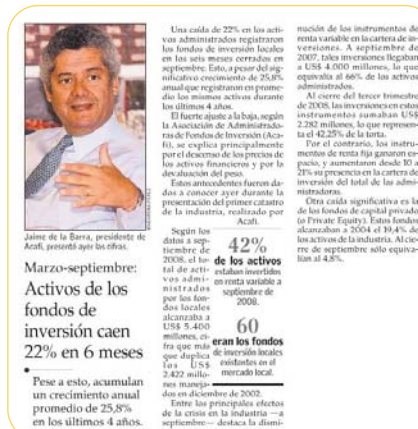 Jaime de la Barra, presidente de
Acafi, presentó ayer las cifras.
Marzo-septiembre:
Activos de los
fondos de
inversión caen
22% en 6 meses
Pese a esto, acumulan
un crecimiento anual
promedio de 25,8%
en los últimos 4 años.
Una caída de 22% en los acti-
vos administrados registraron
los fondos de inversión locales
en los seis meses cerrados en
septiembre. Esto, a pesar del sig-
nificativo crecimiento de 25,8%
anual que registraron en prome-
dio los mismos activos durante
los últimos 4 años.
El fuerte ajuste a la baja, según
la Asociación de Administrado-
ras de Fondos de Inversión (Aca-
fi), se explica principalmente
por el descenso de los precios de
los activos financieros y por la
devaluación del peso.
Estos antecedentes fueron da-
dos a conocer ayer durante la
presentación del primer catastro
de la industria, realizado por
Acafi.
Según los
datos a sep-
tiembre de
2008, el to-
tal de acti-
vos admi-
nistrados
por los fon-
dos locales
alcanzaba a
US$ 5.400
millones, ci-
fra que más
que duplica
los US$
2.422 millo-
nes maneja-
dos en diciembre de 2002.
Entre los principales efectos
de la crisis en la industria —a
septiembre— destaca la dismi-
42%
de los activos
estaban invertidos
en renta variable a
septiembre de
2008.
60
eran los fondos
de inversión locales
existentes en el
mercado local.
nución de los instrumentos de
renta variable en la cartera de in-
versiones. A septiembre de
2007, tales inversiones llegaban
a US$ 4.000 millones, lo que
equivalía al 66% de los activos
administrados.
Al cierre del tercer trimestre
de 2008, las inversiones en estos
instrumentos sumaban US$
2.282 millones, lo que represen-
ta el 42,25% de la torta.
Por el contrario, los instru-
mentos de renta fija ganaron es-
pacio, y aumentaron desde 10 a
21% su presencia en la cartera de
inversión del total de las admi-
nistradoras.
Otra caída significativa es la
de los fondos de capital privado
(o Private Equity). Estos fondos
alcanzaban a 2004 el 19,4% de
los activos de la industria. Al cie-
rre de septiembre sólo equiva-
lían al 4,8%.